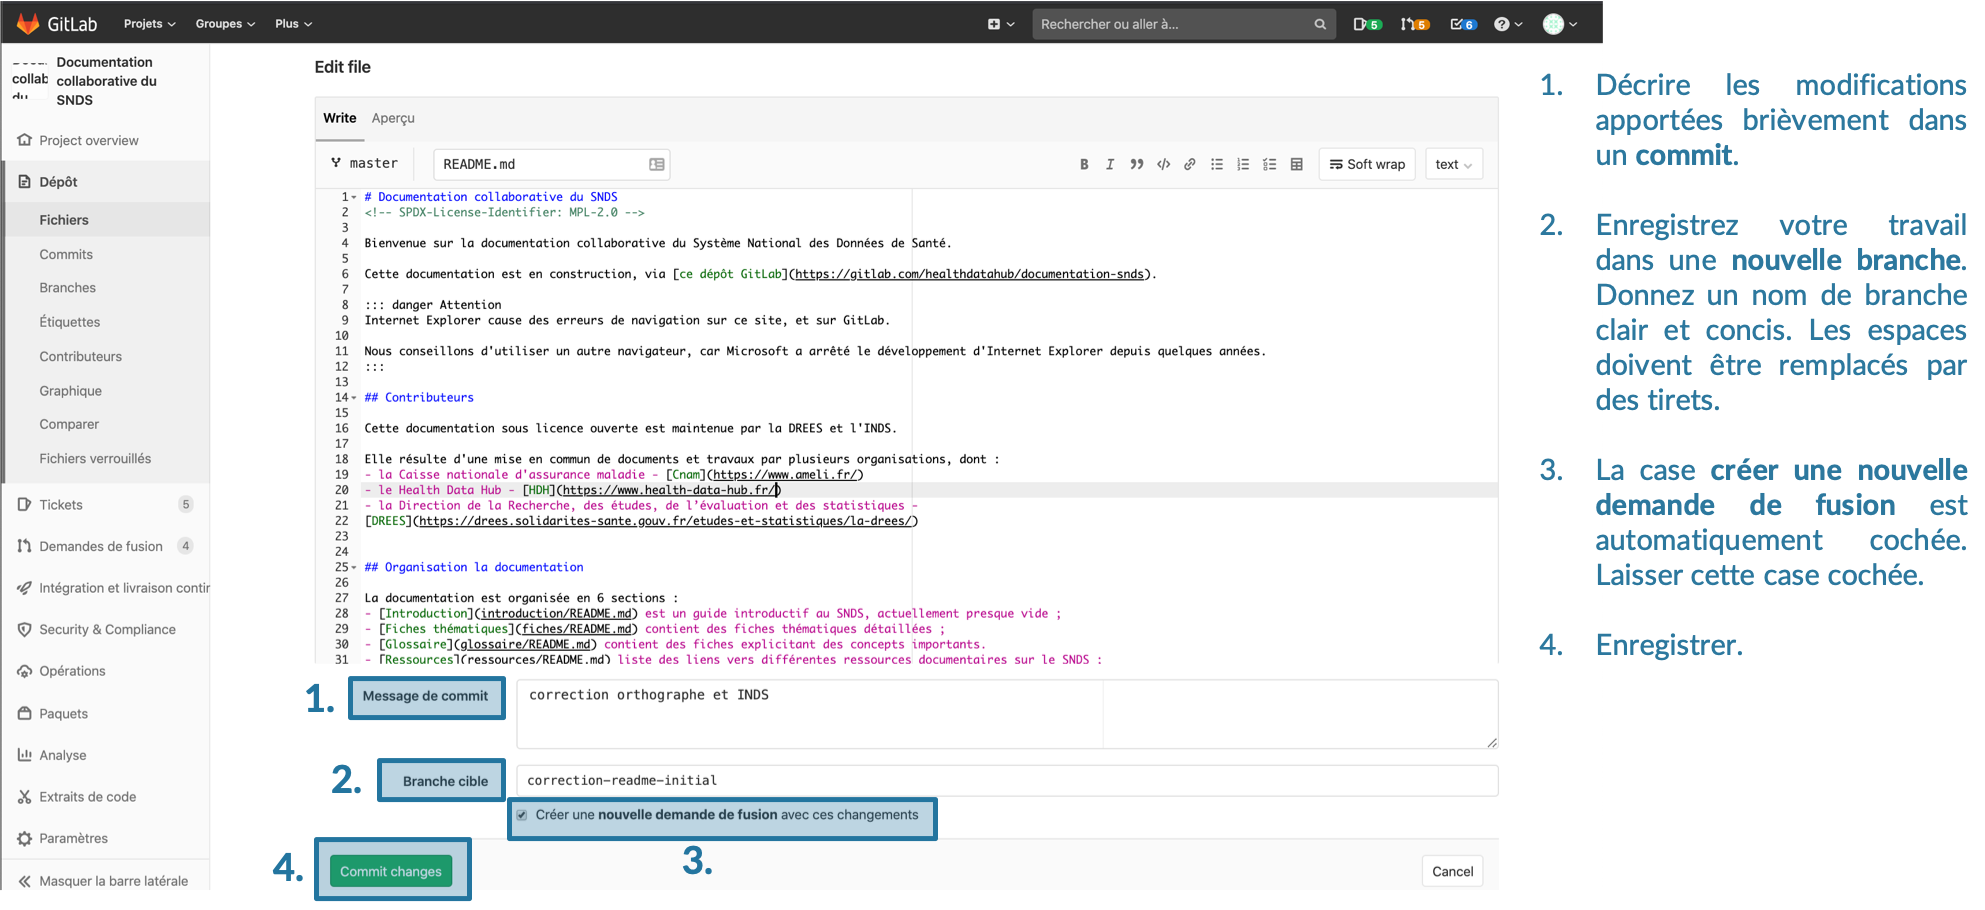 GitLab Projets Groupes Plus Rechercher ou aller à... 5 5 6
collab
du
Documentation
collaborative du
SNDS
Project overview
Dépôt
Fichiers
Commits
Branches
Étiquettes
Contributeurs
Graphique
Comparer
Fichiers verrouillés
Tickets 5
Demandes de fusion 4
Intégration et livraison contin
Security & Compliance
Opérations
Paquets
Analyse
Extraits de code
Paramètres
Masquer la barre latérale
Edit file
Write Aperçu
master README.md Soft wrap text
1 # Documentation collaborative du SNDS
2 <!-- SPDX-License-Identifier: MPL-2.0 -->
3
4 Bienvenue sur la documentation collaborative du Système National des Données de Santé.
5
6 Cette documentation est en construction, via [ce dépôt GitLab](https://gitlab.com/healthdatahub/documentation-snds).
7
8 ::: danger Attention
9 Internet Explorer cause des erreurs de navigation sur ce site, et sur GitLab.
10
11 Nous conseillons d'utiliser un autre navigateur, car Microsoft a arrêté le développement d'Internet Explorer depuis quelques années.
12 :::
13
14 ## Contributeurs
15
16 Cette documentation sous licence ouverte est maintenue par la DREES et l'INDS.
17
18 Elle résulte d'une mise en commun de documents et travaux par plusieurs organisations, dont :
19 - la Caisse nationale d'assurance maladie - [Cnam](https://www.ameli.fr/)
20 - le Health Data Hub - [HDH](https://www.health-data-hub.fr/)
21 - la Direction de la Recherche, des études, de l’évaluation et des statistiques -
22 [DREES](https://drees.solidarites-sante.gouv.fr/etudes-et-statistiques/la-drees/)
23
24
25 ## Organisation la documentation
26
27 La documentation est organisée en 6 sections :
28 - [Introduction](introduction/README.md) est un guide introductif au SNDS, actuellement presque vide ;
29 - [Fiches thématiques](fiches/README.md) contient des fiches thématiques détaillées ;
30 - [Glossaire](glossaire/README.md) contient des fiches explicitant des concepts importants.
31 - [Ressources](ressources/README.md) liste des liens vers différentes ressources documentaires sur le SNDS :
1. Message de commit correction orthographe et INDS
2. Branche cible correction-readme-initial
Créer une nouvelle demande de fusion avec ces changements
3.
4. Commit changes Cancel
1. Décrire les modifications
apportées brièvement dans
un commit.
2. Enregistrez votre travail
dans une nouvelle branche.
Donnez un nom de branche
clair et concis. Les espaces
doivent être remplacés par
des tirets.
3. La case créer une nouvelle
demande de fusion est
automatiquement cochée.
Laisser cette case cochée.
4. Enregistrer.